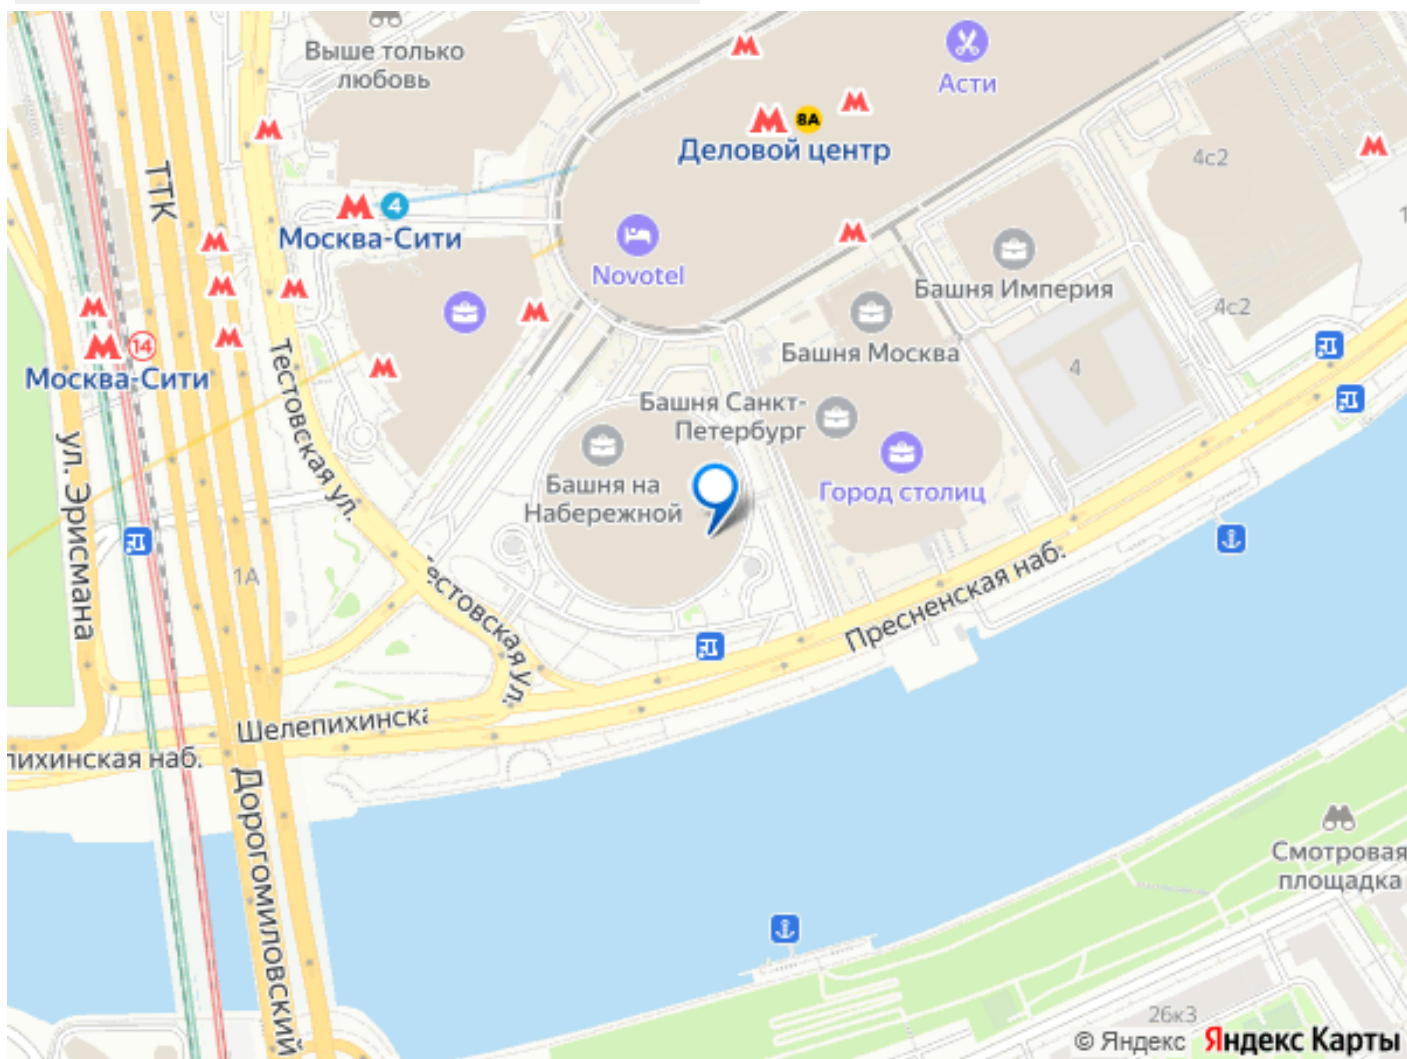 Выше только
любовь
Асти
8А
Деловой центр
4с2
ТТК
4
Москва-Сити
Novotel
Башня Империя
4с2
14
Москва-Сити
Башня Москва
4
Тестовская ул.
Башня Санкт-
Петербург
ул. Эрисмана
Башня на
Набережной
Город столиц
1А
Тестовская ул.
Пресненская наб.
Шелепихинска
пихинская наб.
Дорогомиловский
Смотровая
площадка
26к3
© Яндекс Яндекс Карты